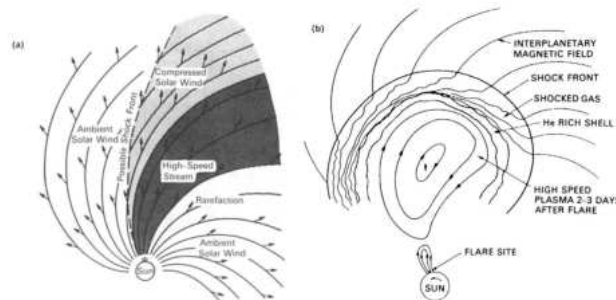 (a)
Compressed
Solar Wind
Possible Shock Front
Ambient
Solar Wind
High-Speed
Stream
Rarefaction
Ambient
Solar Wind
Sun
(b)
INTERPLANETARY
MAGNETIC FIELD
SHOCK FRONT
SHOCKED GAS
He RICH SHELL
HIGH SPEED
PLASMA 2-3 DAYS
AFTER FLARE
FLARE SITE
SUN